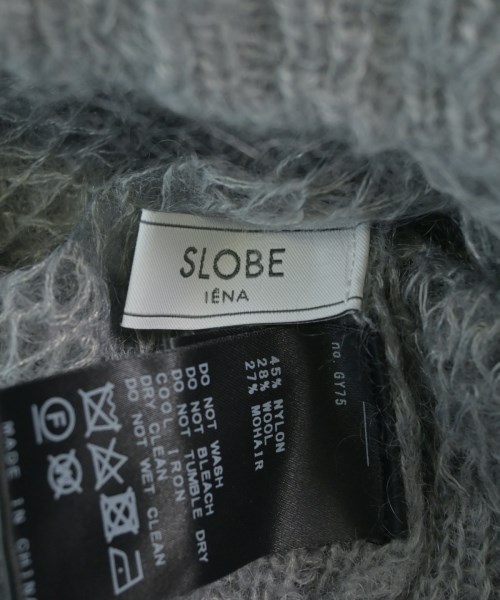 SLOBE
IÉNA
no. GY75
45% NYLON
28% WOOL
27% MOHAIR
DO NOT WASH
DO NOT BLEACH
DO NOT TUMBLE DRY
COOL IRON
DRY CLEAN
DO NOT WET CLEAN
F
MADE IN CHINA